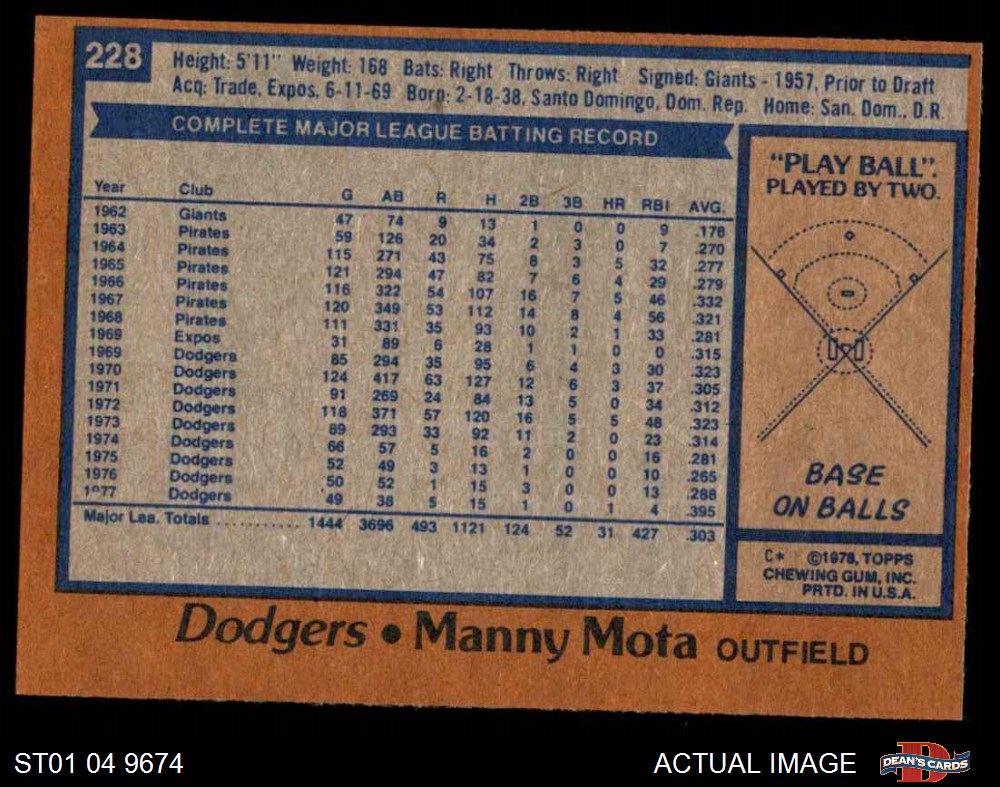 228
Height: 5'11" Weight: 168 Bats: Right Throws: Right Signed: Giants - 1957, Prior to Draft
Acq: Trade, Expos, 6-11-69 Born: 2-18-38, Santo Domingo, Dom. Rep. Home: San. Dom., D.R.
COMPLETE MAJOR LEAGUE BATTING RECORD
Year Club G AB R H 2B 3B HR RBI AVG.
1962 Giants 47 74 9 13 1 0 0 9 .176
1963 Pirates 59 126 20 34 2 3 0 7 .270
1964 Pirates 115 271 43 75 8 3 5 32 .277
1965 Pirates 121 294 47 82 7 6 4 29 .279
1966 Pirates 116 322 54 107 16 7 5 46 .332
1967 Pirates 120 349 53 112 14 8 4 56 .321
1968 Pirates 111 331 35 93 10 2 1 33 .281
1969 Expos 31 89 6 28 1 1 0 0 .315
1969 Dodgers 85 294 35 95 6 4 3 30 .323
1970 Dodgers 124 417 63 127 12 6 3 37 .305
1971 Dodgers 91 269 24 84 13 5 0 34 .312
1972 Dodgers 118 371 57 120 16 5 5 48 .323
1973 Dodgers 89 293 33 92 11 2 0 23 .314
1974 Dodgers 66 57 5 16 2 0 0 16 .281
1975 Dodgers 52 49 3 13 1 0 0 10 .265
1976 Dodgers 50 52 1 15 3 0 0 13 .288
1977 Dodgers 49 38 5 15 1 0 1 4 .395
Major Lea. Totals ........... 1444 3696 493 1121 124 52 31 427 .303
"PLAY BALL".
PLAYED BY TWO.
BASE
ON BALLS
C* ©1978, TOPPS
CHEWING GUM, INC.
PRTD. IN U.S.A.
Dodgers • Manny Mota OUTFIELD
ST01 04 9674
ACTUAL IMAGE
D
DEAN'S CARDS